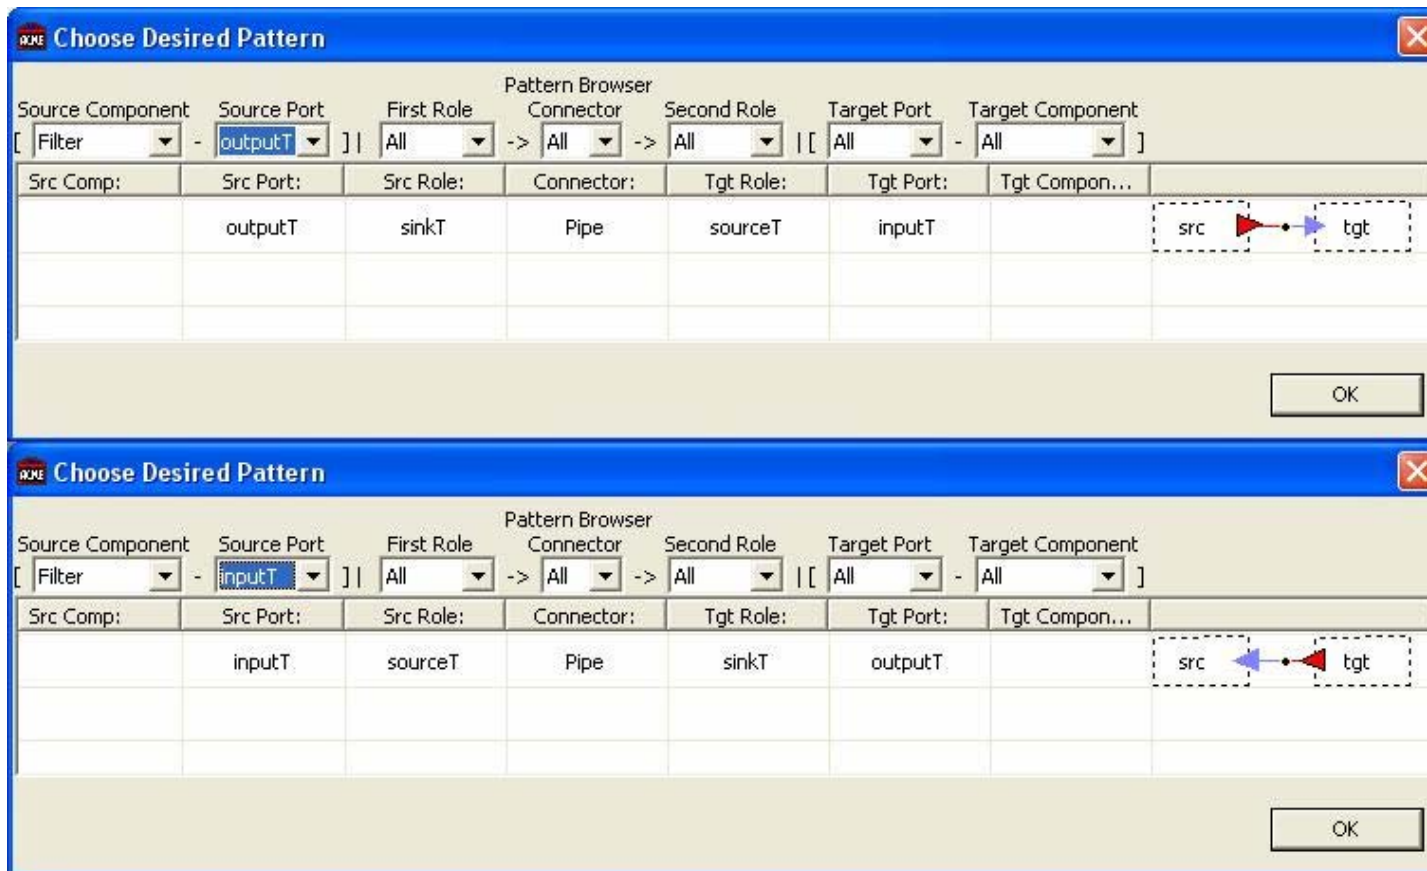 ACME Choose Desired Pattern
Pattern Browser
Source Component Source Port First Role Connector Second Role Target Port Target Component
[ Filter - outputT ] | All -> All -> All | [ All - All ]
Src Comp: Src Port: Src Role: Connector: Tgt Role: Tgt Port: Tgt Compon...
outputT sinkT Pipe sourceT inputT src tgt
OK
ACME Choose Desired Pattern
Pattern Browser
Source Component Source Port First Role Connector Second Role Target Port Target Component
[ Filter - inputT ] | All -> All -> All | [ All - All ]
Src Comp: Src Port: Src Role: Connector: Tgt Role: Tgt Port: Tgt Compon...
inputT sourceT Pipe sinkT outputT src tgt
OK